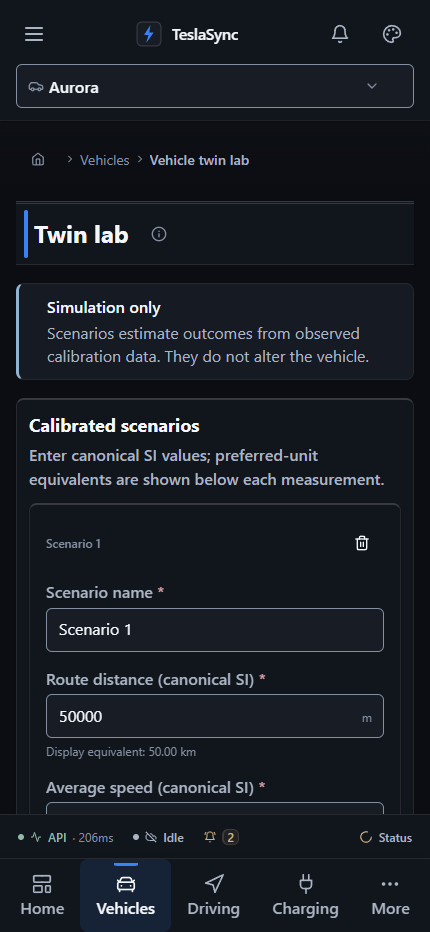 TeslaSync
Aurora
Vehicles
Vehicle twin lab
Twin lab
Simulation only
Scenarios estimate outcomes from observed
calibration data. They do not alter the vehicle.
Calibrated scenarios
Enter canonical SI values; preferred-unit
equivalents are shown below each measurement.
Scenario 1
Scenario name *
Scenario 1
Route distance (canonical SI) *
50000 m
Display equivalent: 50.00 km
Average speed (canonical SI) *
API · 206ms Idle 2 Status
Home Vehicles Driving Charging More